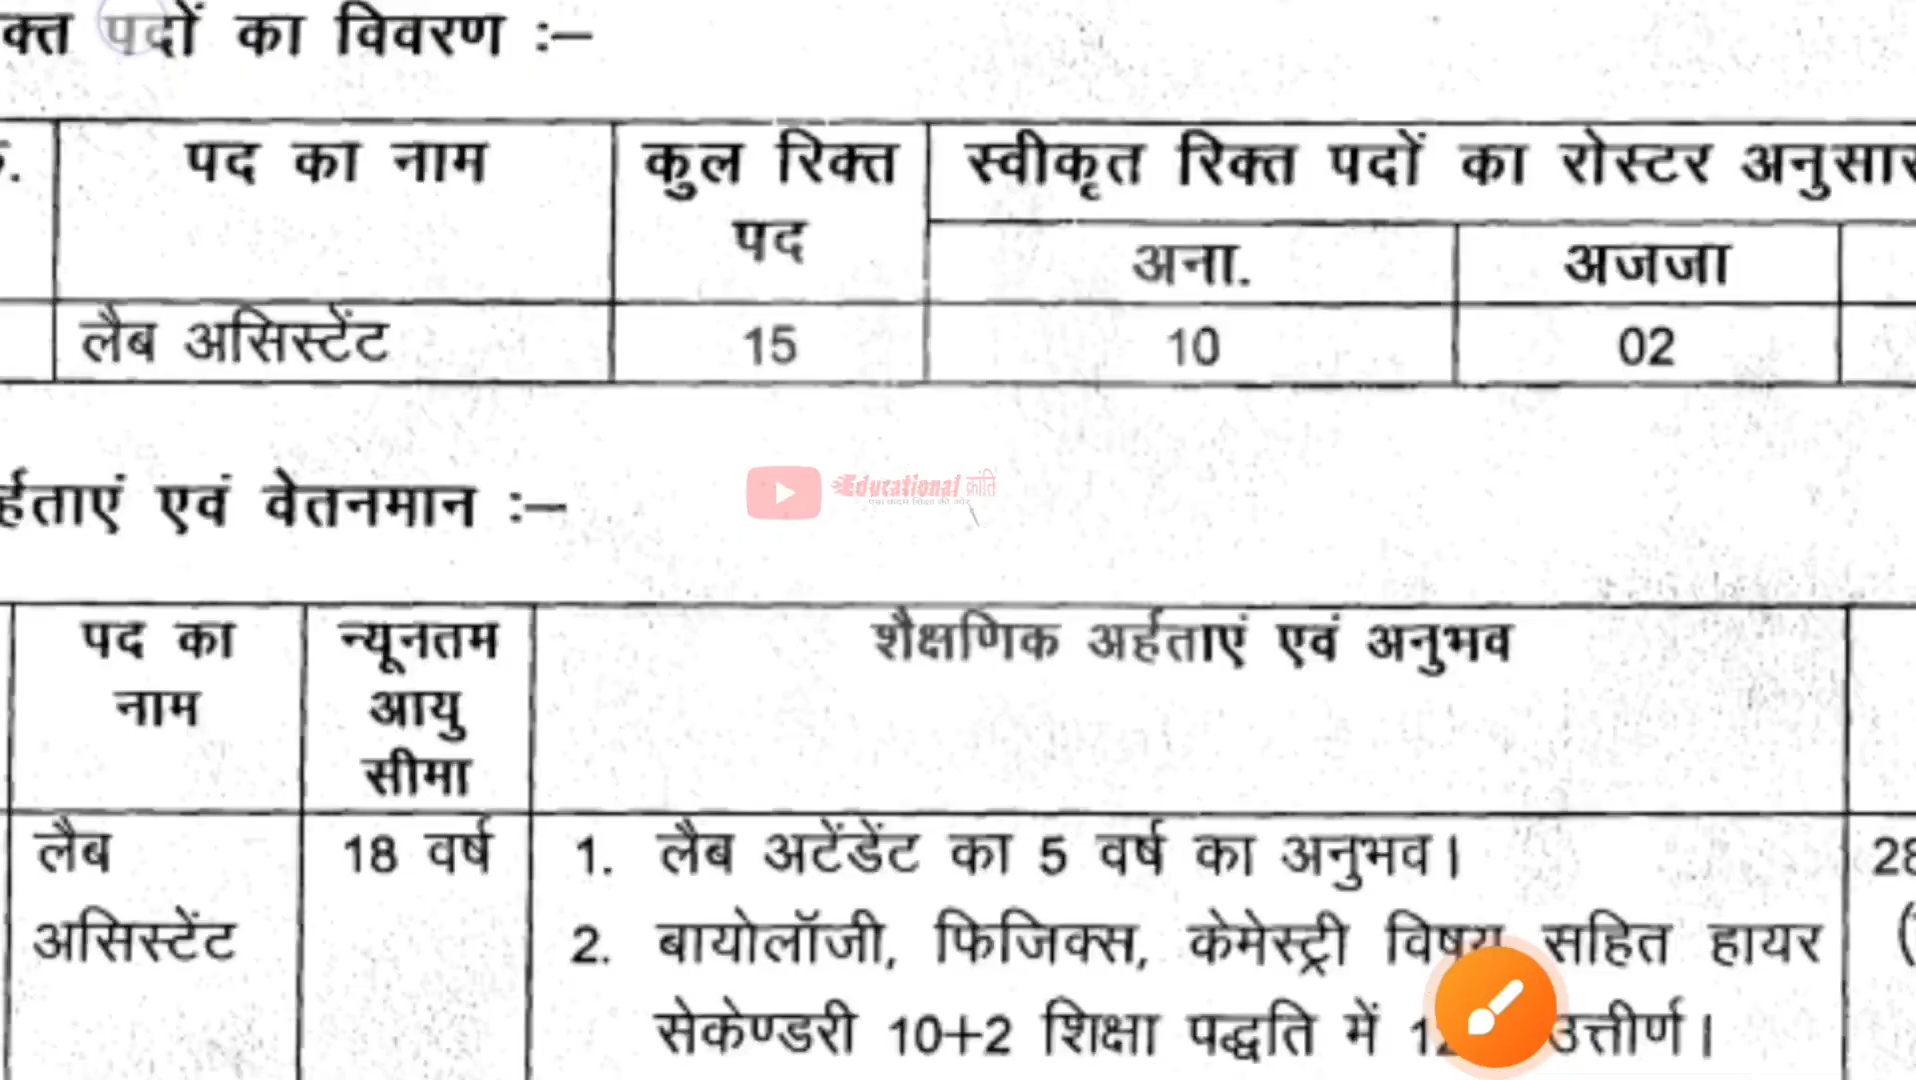 पदों का विवरण :–
पद का नाम
कुल रिक्त पद
स्वीकृत रिक्त पदों का रोस्टर
अना.
अजजा
लैब असिस्टेंट
15
10
02
एवं वेतनमान :–
Educational क्रांति
पद का
नाम
न्यूनतम
आयु
सीमा
शैक्षणिक अर्हताएं एवं अनुभव
लैब
असिस्टेंट
18 वर्ष
1. लैब अटेंडेंट का 5 वर्ष का अनुभव।
2. बायोलॉजी, फिजिक्स, केमेस्ट्री विषय सहित हायर
सेकेण्डरी 10+2 शिक्षा पद्धति में उत्तीर्ण।